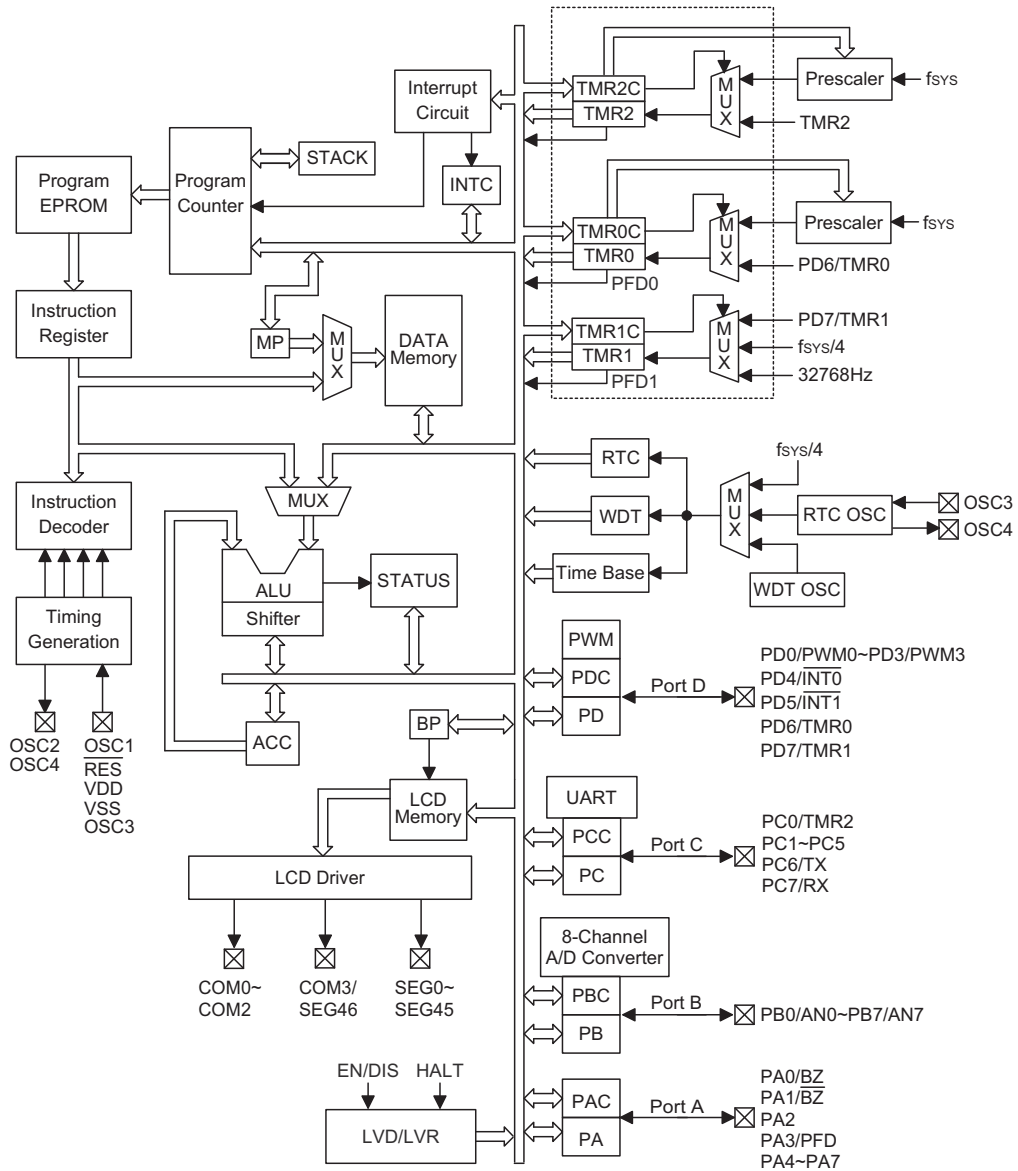 Interrupt
Circuit
TMR2C
TMR2
MUX
Prescaler
fSYS
TMR2
STACK
Program
EPROM
Program
Counter
INTC
TMR0C
TMR0
PFD0
MUX
Prescaler
fSYS
PD6/TMR0
Instruction
Register
MP
MUX
DATA
Memory
TMR1C
TMR1
PFD1
MUX
PD7/TMR1
fSYS/4
32768Hz
RTC
WDT
Time Base
MUX
fSYS/4
RTC OSC
OSC3
OSC4
WDT OSC
Instruction
Decoder
MUX
ALU
Shifter
STATUS
Timing
Generation
OSC2
OSC4
OSC1
R̅E̅S̅
VDD
VSS
OSC3
ACC
BP
PWM
PDC
PD
Port D
PD0/PWM0~PD3/PWM3
PD4/I̅N̅T̅0̅
PD5/I̅N̅T̅1̅
PD6/TMR0
PD7/TMR1
LCD
Memory
UART
PCC
PC
Port C
PC0/TMR2
PC1~PC5
PC6/TX
PC7/RX
LCD Driver
COM0~
COM2
COM3/
SEG46
SEG0~
SEG45
8-Channel
A/D Converter
PBC
PB
Port B
PB0/AN0~PB7/AN7
EN/DIS
HALT
LVD/LVR
PAC
PA
Port A
PA0/BZ
PA1/B̅Z̅
PA2
PA3/PFD
PA4~PA7